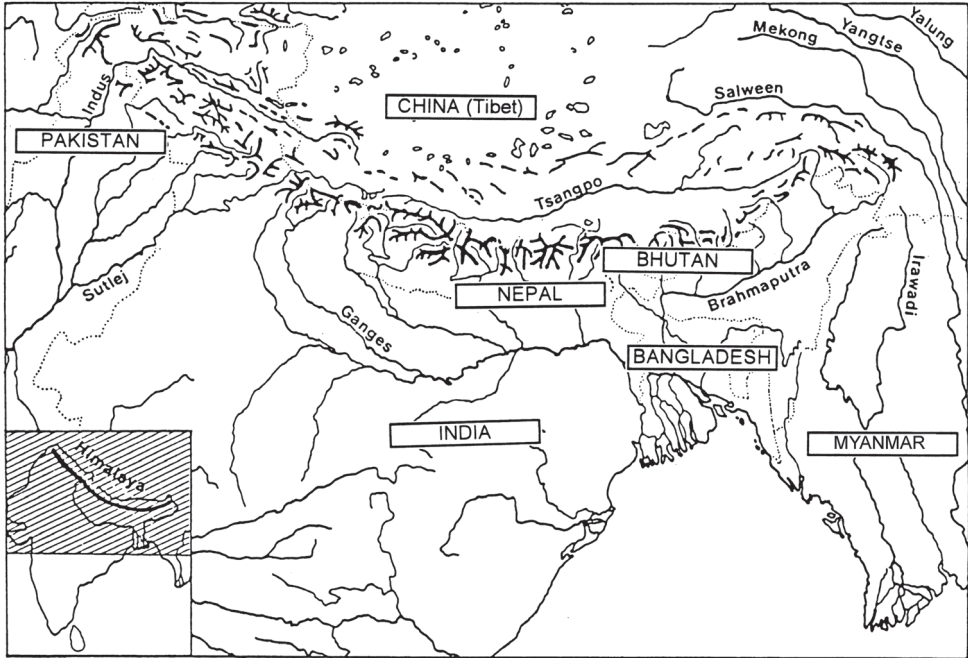 Yalung
Yangtse
Mekong
Indus
Salween
CHINA (Tibet)
PAKISTAN
Tsangpo
BHUTAN
Irawadi
Sutlej
NEPAL
Brahmaputra
Ganges
BANGLADESH
INDIA
MYANMAR
Himalaya